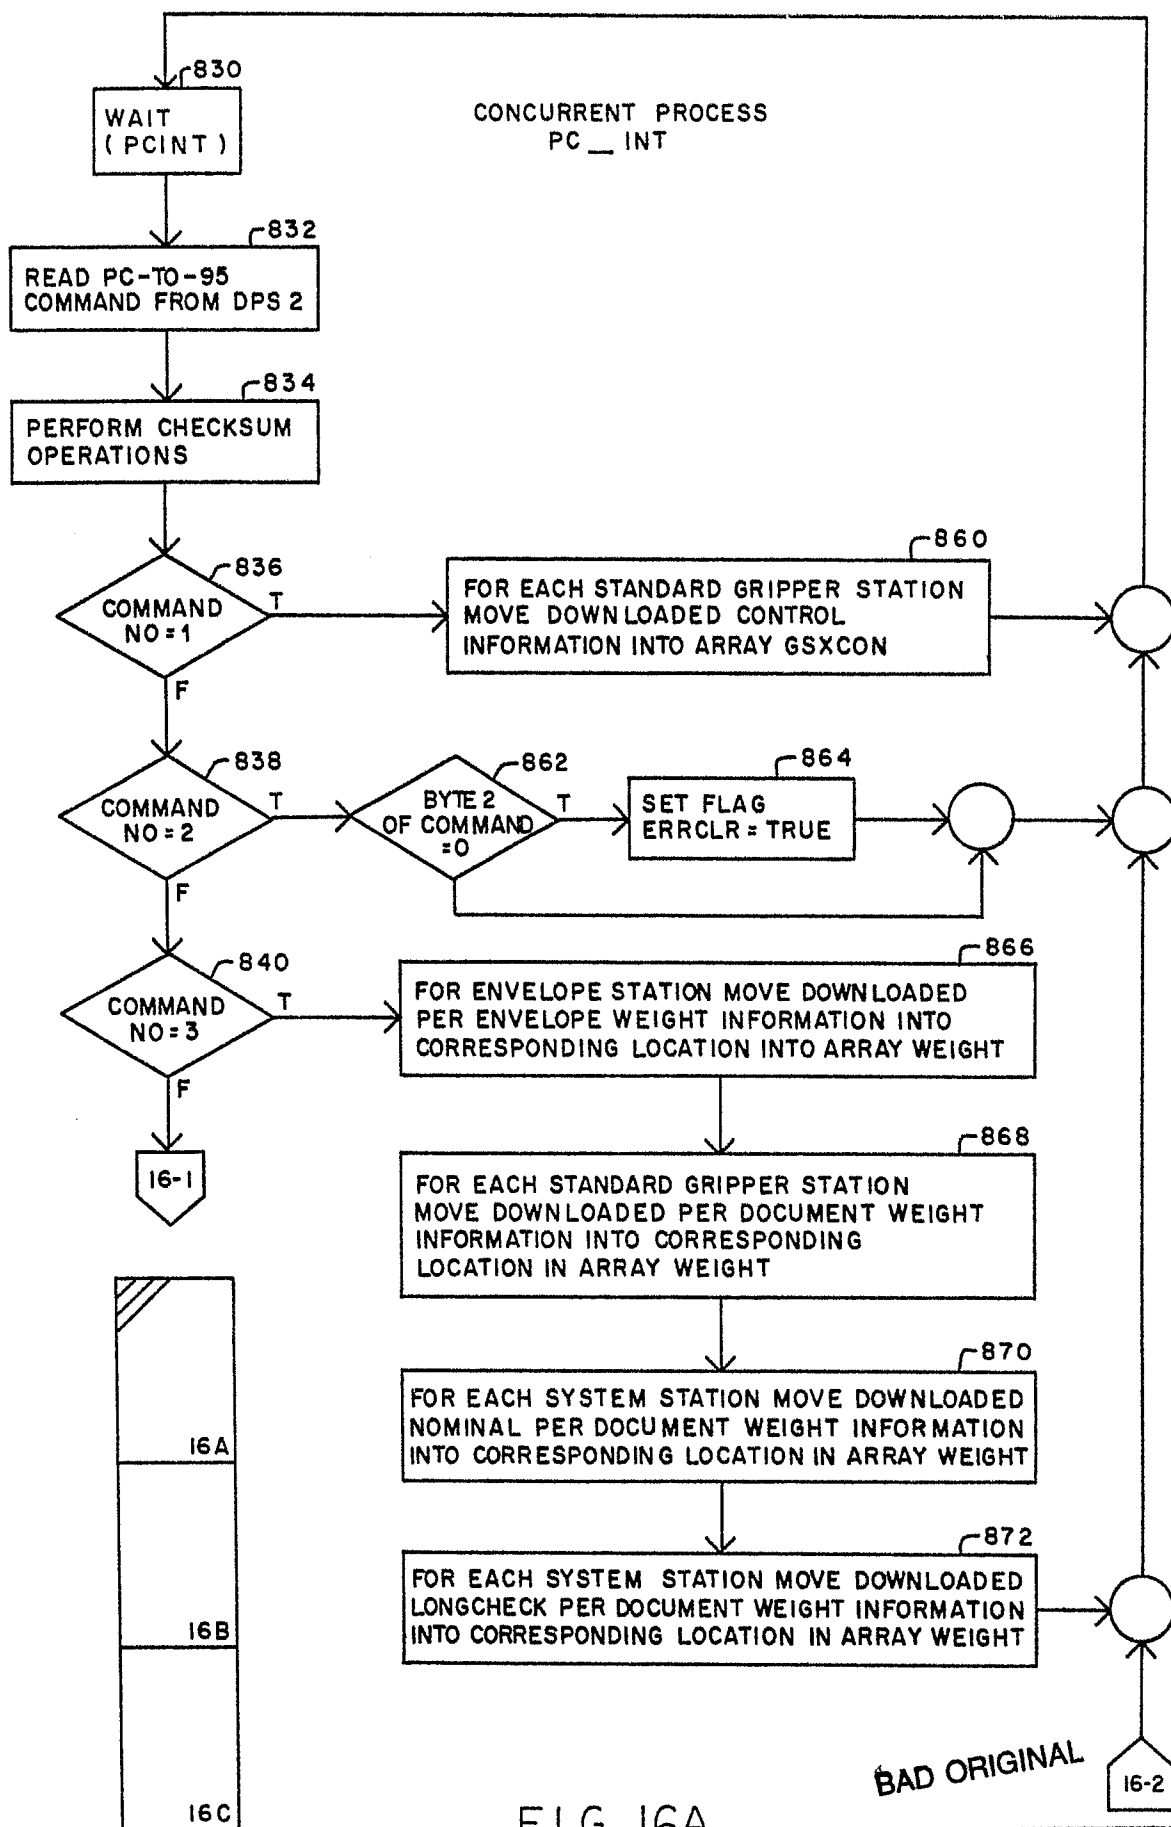 830
WAIT
(PCINT)
CONCURRENT PROCESS
PC__INT
832
READ PC-TO-95
COMMAND FROM DPS 2
834
PERFORM CHECKSUM
OPERATIONS
836
COMMAND
NO=1
T
F
860
FOR EACH STANDARD GRIPPER STATION
MOVE DOWNLOADED CONTROL
INFORMATION INTO ARRAY GSXCON
838
COMMAND
NO=2
T
F
862
BYTE 2
OF COMMAND
=0
T
864
SET FLAG
ERRCLR = TRUE
840
COMMAND
NO=3
T
F
16-1
866
FOR ENVELOPE STATION MOVE DOWNLOADED
PER ENVELOPE WEIGHT INFORMATION INTO
CORRESPONDING LOCATION INTO ARRAY WEIGHT
868
FOR EACH STANDARD GRIPPER STATION
MOVE DOWNLOADED PER DOCUMENT WEIGHT
INFORMATION INTO CORRESPONDING
LOCATION IN ARRAY WEIGHT
870
FOR EACH SYSTEM STATION MOVE DOWNLOADED
NOMINAL PER DOCUMENT WEIGHT INFORMATION
INTO CORRESPONDING LOCATION IN ARRAY WEIGHT
872
FOR EACH SYSTEM STATION MOVE DOWNLOADED
LONGCHECK PER DOCUMENT WEIGHT INFORMATION
INTO CORRESPONDING LOCATION IN ARRAY WEIGHT
16A
16B
16C
BAD ORIGINAL
16-2
FIG 16A